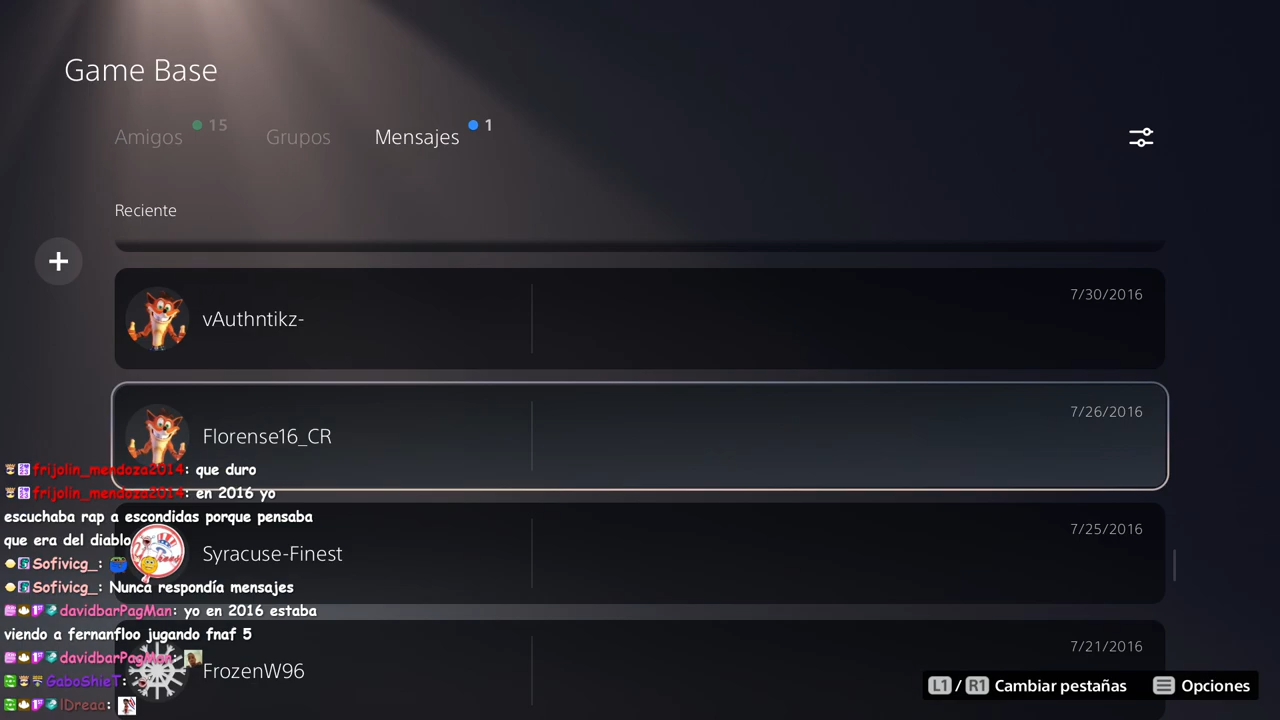 Game Base
Amigos 15 Grupos Mensajes 1
Reciente
vAuthntikz- 7/30/2016
Florense16_CR 7/26/2016
Syracuse-Finest 7/25/2016
FrozenW96 7/21/2016
frijolin_mendoza2014: que duro
frijolin_mendoza2014: en 2016 yo
escuchaba rap a escondidas porque pensaba
que era del diablo
Sofivicg_:
Sofivicg_: Nunca respondía mensajes
davidbarPagMan: yo en 2016 estaba
viendo a fernanfloo jugando fnaf 5
davidbarPagMan:
GaboShieT:
lDreaa:
L1 / R1 Cambiar pestañas Opciones